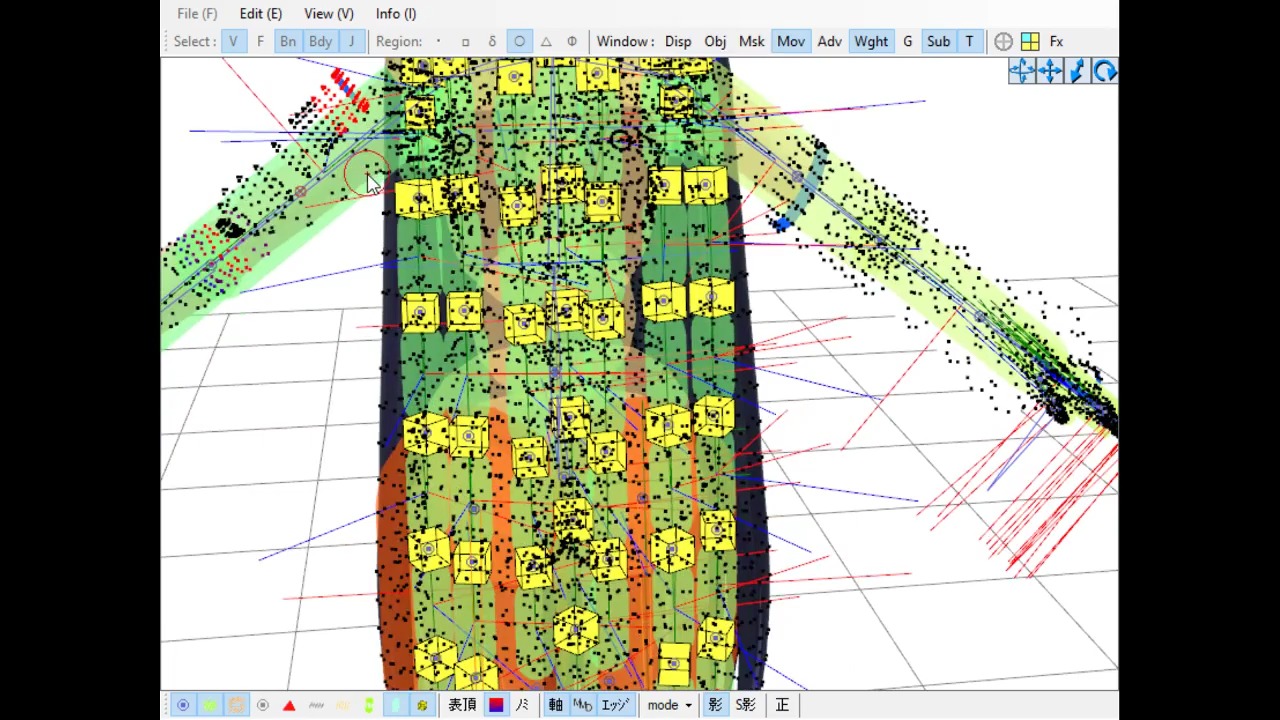 File (F) Edit (E) View (V) Info (I)
Select : V F Bn Bdy J Region: Window : Disp Obj Msk Mov Adv Wght G Sub T Fx
表頂 軸 MMD エッジ mode 影 S影 正